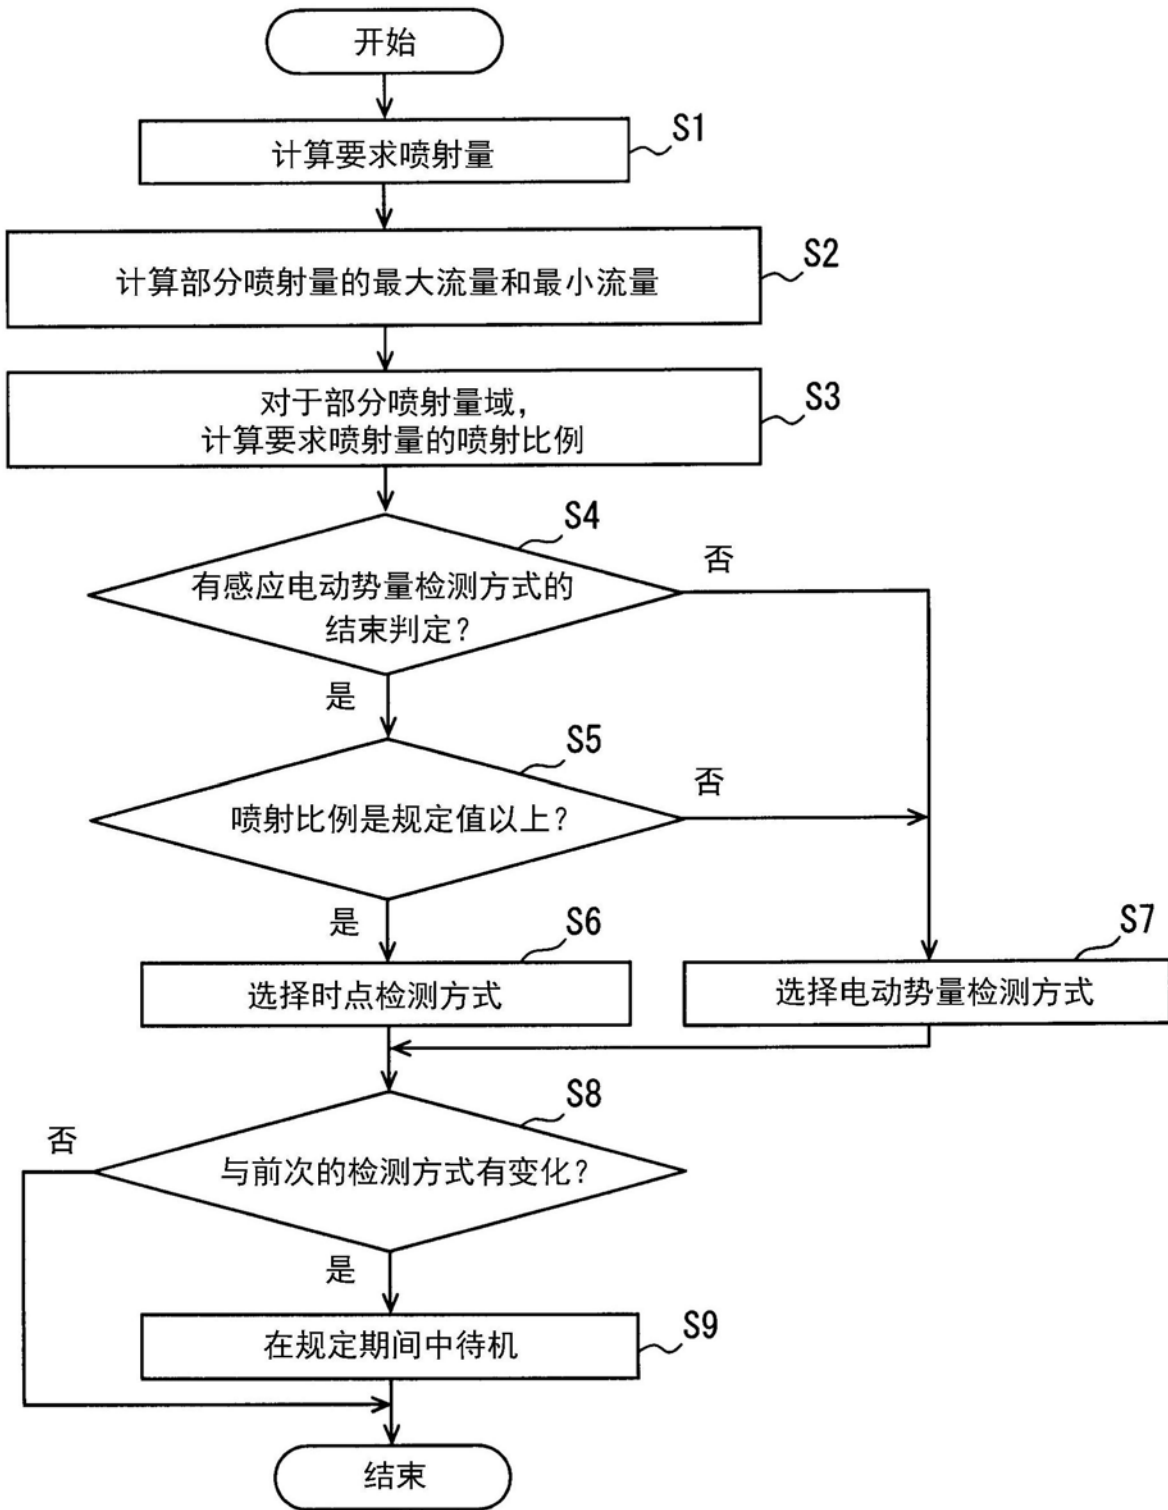 开始
计算要求喷射量
S1
计算部分喷射量的最大流量和最小流量
S2
对于部分喷射量域，
计算要求喷射量的喷射比例
S3
S4
有感应电动势量检测方式的
结束判定？
否
是
S5
喷射比例是规定值以上？
否
是
S6
选择时点检测方式
S7
选择电动势量检测方式
S8
否
与前次的检测方式有变化？
是
在规定期间中待机
S9
结束